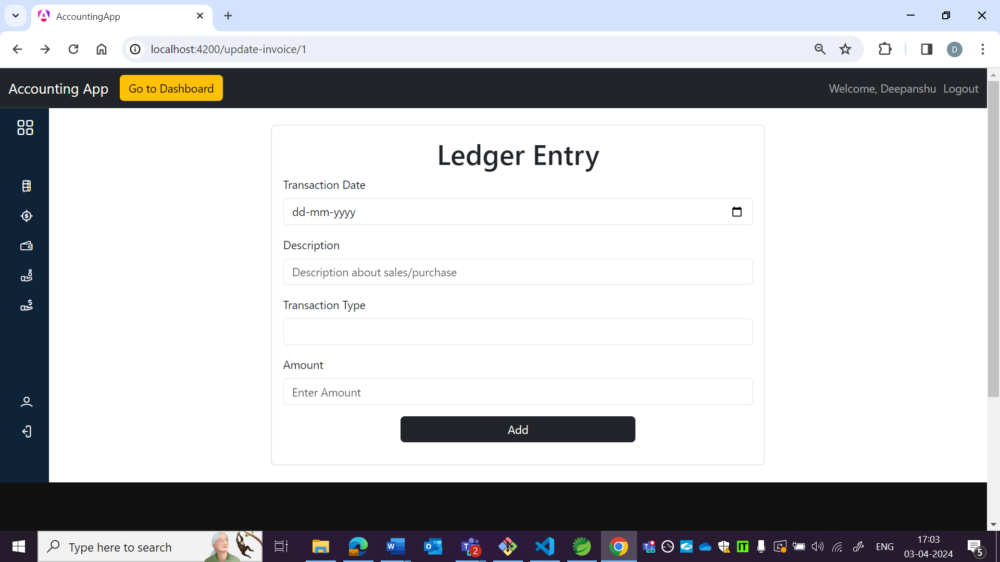 AccountingApp
localhost:4200/update-invoice/1
D
Accounting App
Go to Dashboard
Welcome, Deepanshu
Logout
Ledger Entry
Transaction Date
dd-mm-yyyy
Description
Description about sales/purchase
Transaction Type
Amount
Enter Amount
Add
Type here to search
2
ENG
17:03
03-04-2024
5